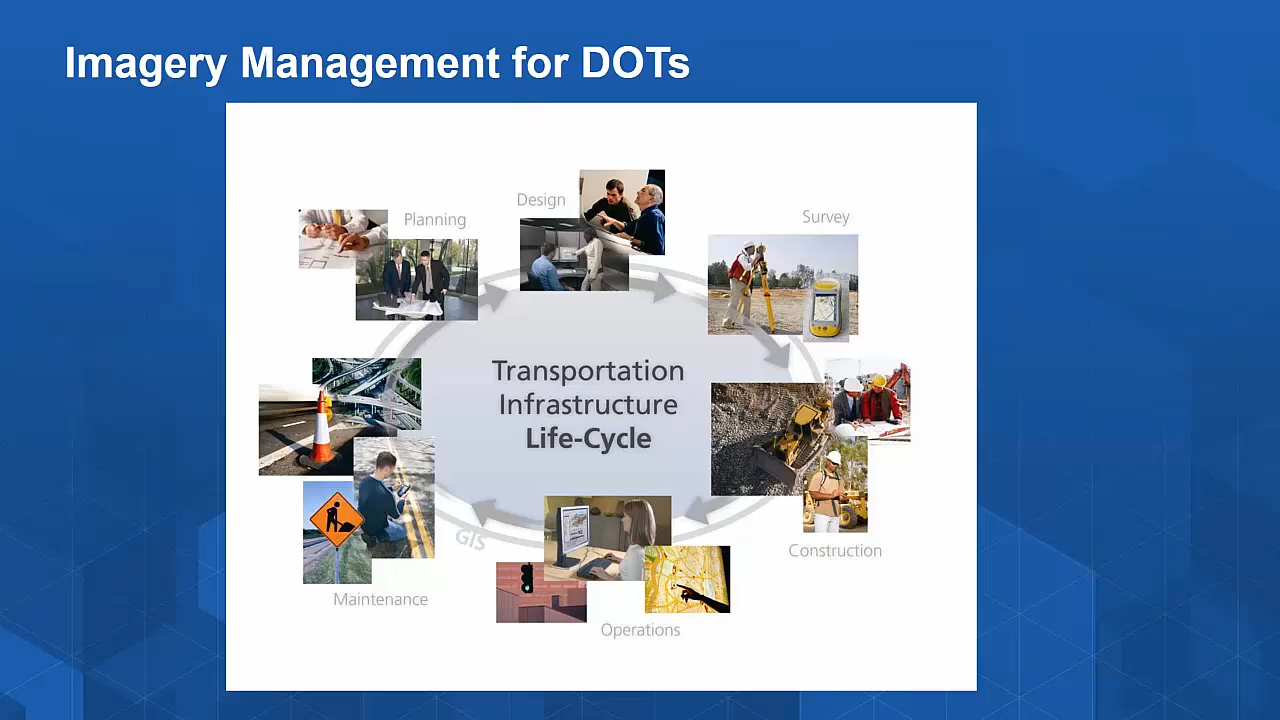 Imagery Management for DOTs
Design
Planning
Survey
Transportation
Infrastructure
Life-Cycle
GIS
Construction
Maintenance
Operations